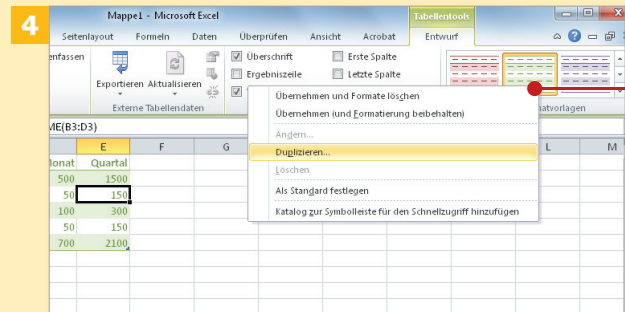 4
Mappe1 - Microsoft Excel
Tabellentools
Seitenlayout Formeln Daten Überprüfen Ansicht Acrobat Entwurf
Exportieren Aktualisieren
Externe Tabellendaten
Überschrift Erste Spalte
Ergebniszeile Letzte Spalte
Übernehmen und Formate löschen
Übernehmen (und Formatierung beibehalten)
Ändern...
Duplizieren...
Löschen
Als Standard festlegen
Katalog zur Symbolleiste für den Schnellzugriff hinzufügen
ME(B3:D3)
E F G L M
Quartal
500 1500
50 150
100 300
50 150
700 2100